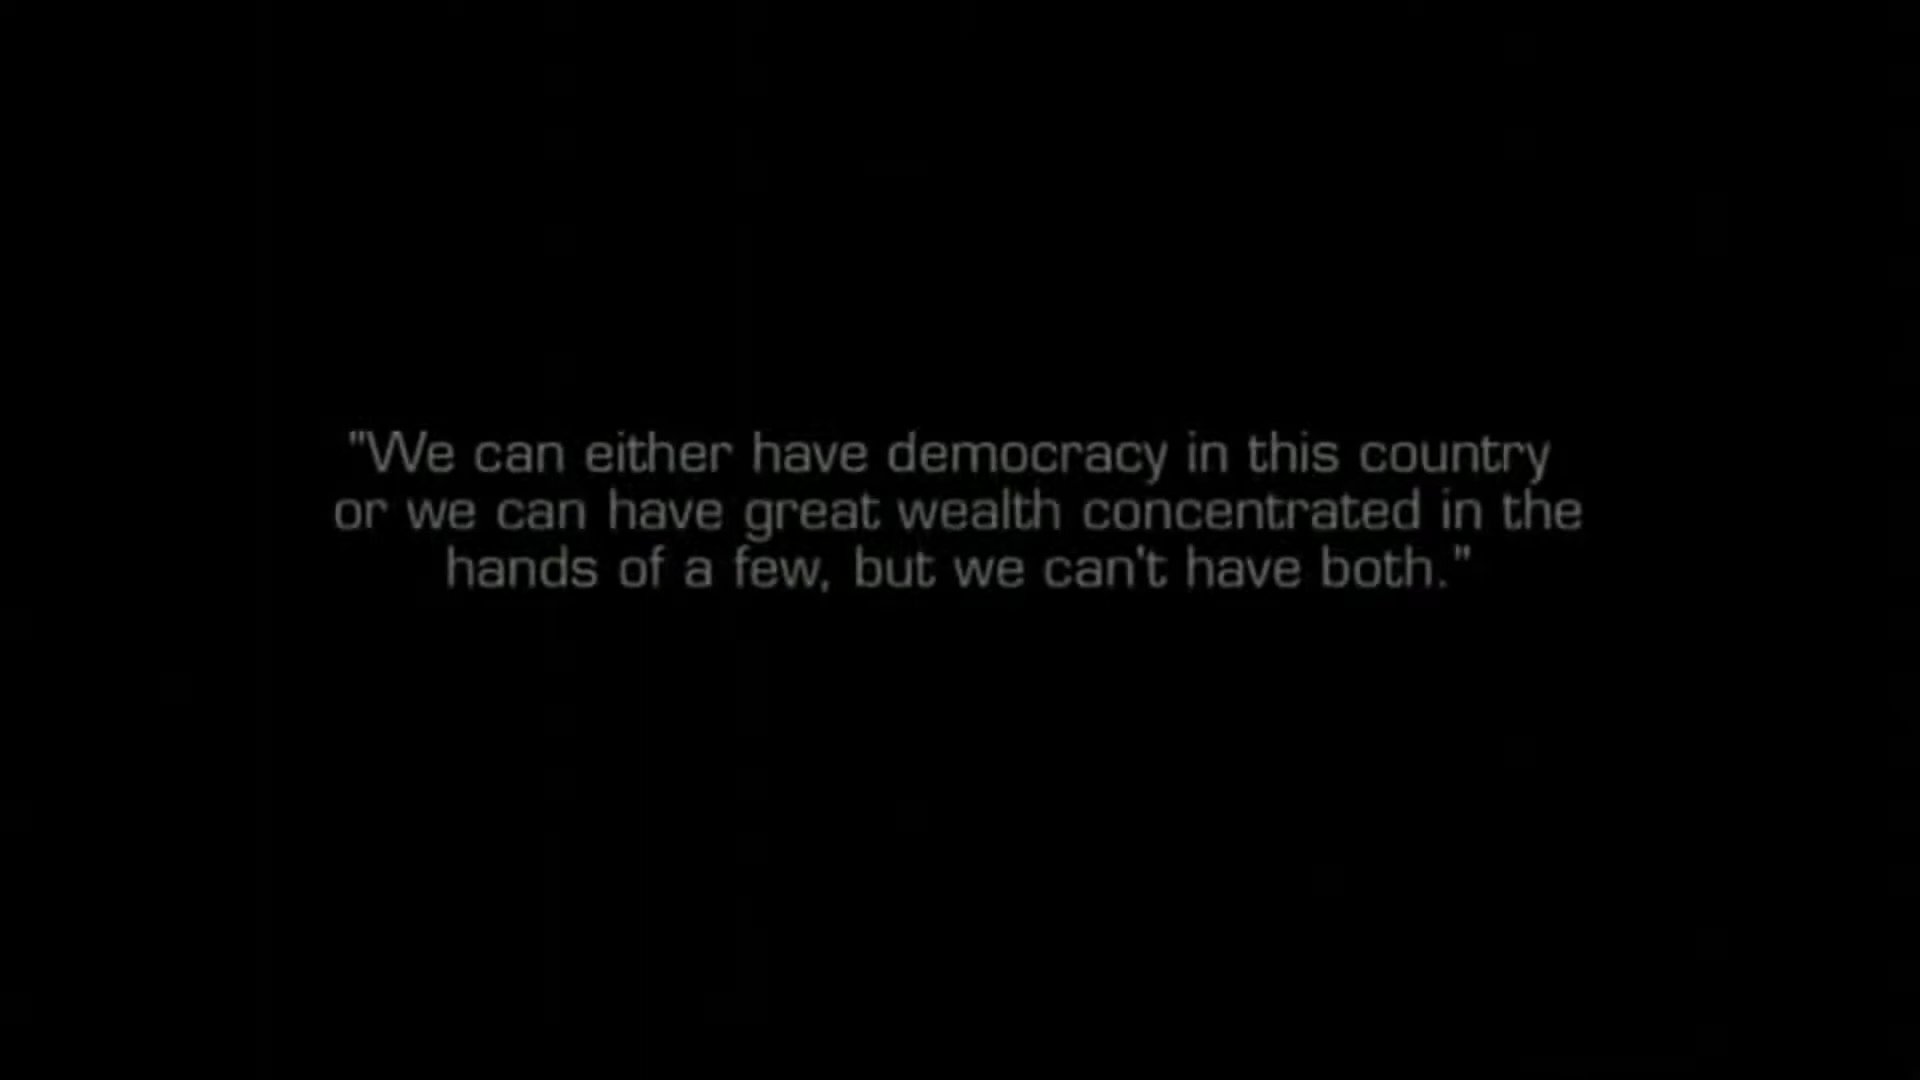 "We can either have democracy in this country
or we can have great wealth concentrated in the
hands of a few, but we can't have both."